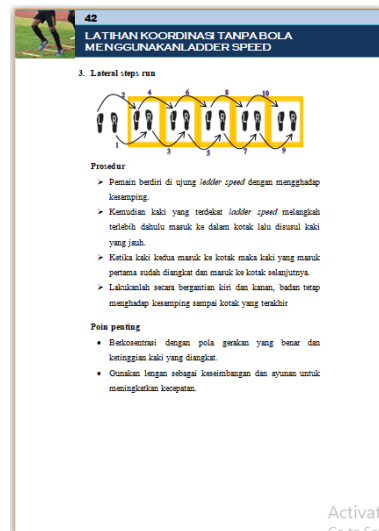 42
LATIHAN KOORDINASI TANPA BOLA
MENGGUNAKANLADDER SPEED
3. Lateral steps run
2 4 6 8 10
1 3 5 7 9
Prosedur
➢ Pemain berdiri di ujung ledder speed dengan mengghadap
kesamping.
➢ Kemudian kaki yang terdekat ladder speed melangkah
terlebih dahulu masuk ke dalam kotak lalu disusul kaki
yang jauh.
➢ Ketika kaki kedua masuk ke kotak maka kaki yang masuk
pertama sudah diangkat dan masuk ke kotak selanjutnya.
➢ Lakukanlah secara bergantian kiri dan kanan, badan tetap
menghadap kesamping sampai kotak yang terakhir
Poin penting
• Berkosentrasi dengan pola gerakan yang benar dan
ketinggian kaki yang diangkat.
• Gunakan lengan sebagai keseimbangan dan ayunan untuk
meningkatkan kecepatan.
Activat